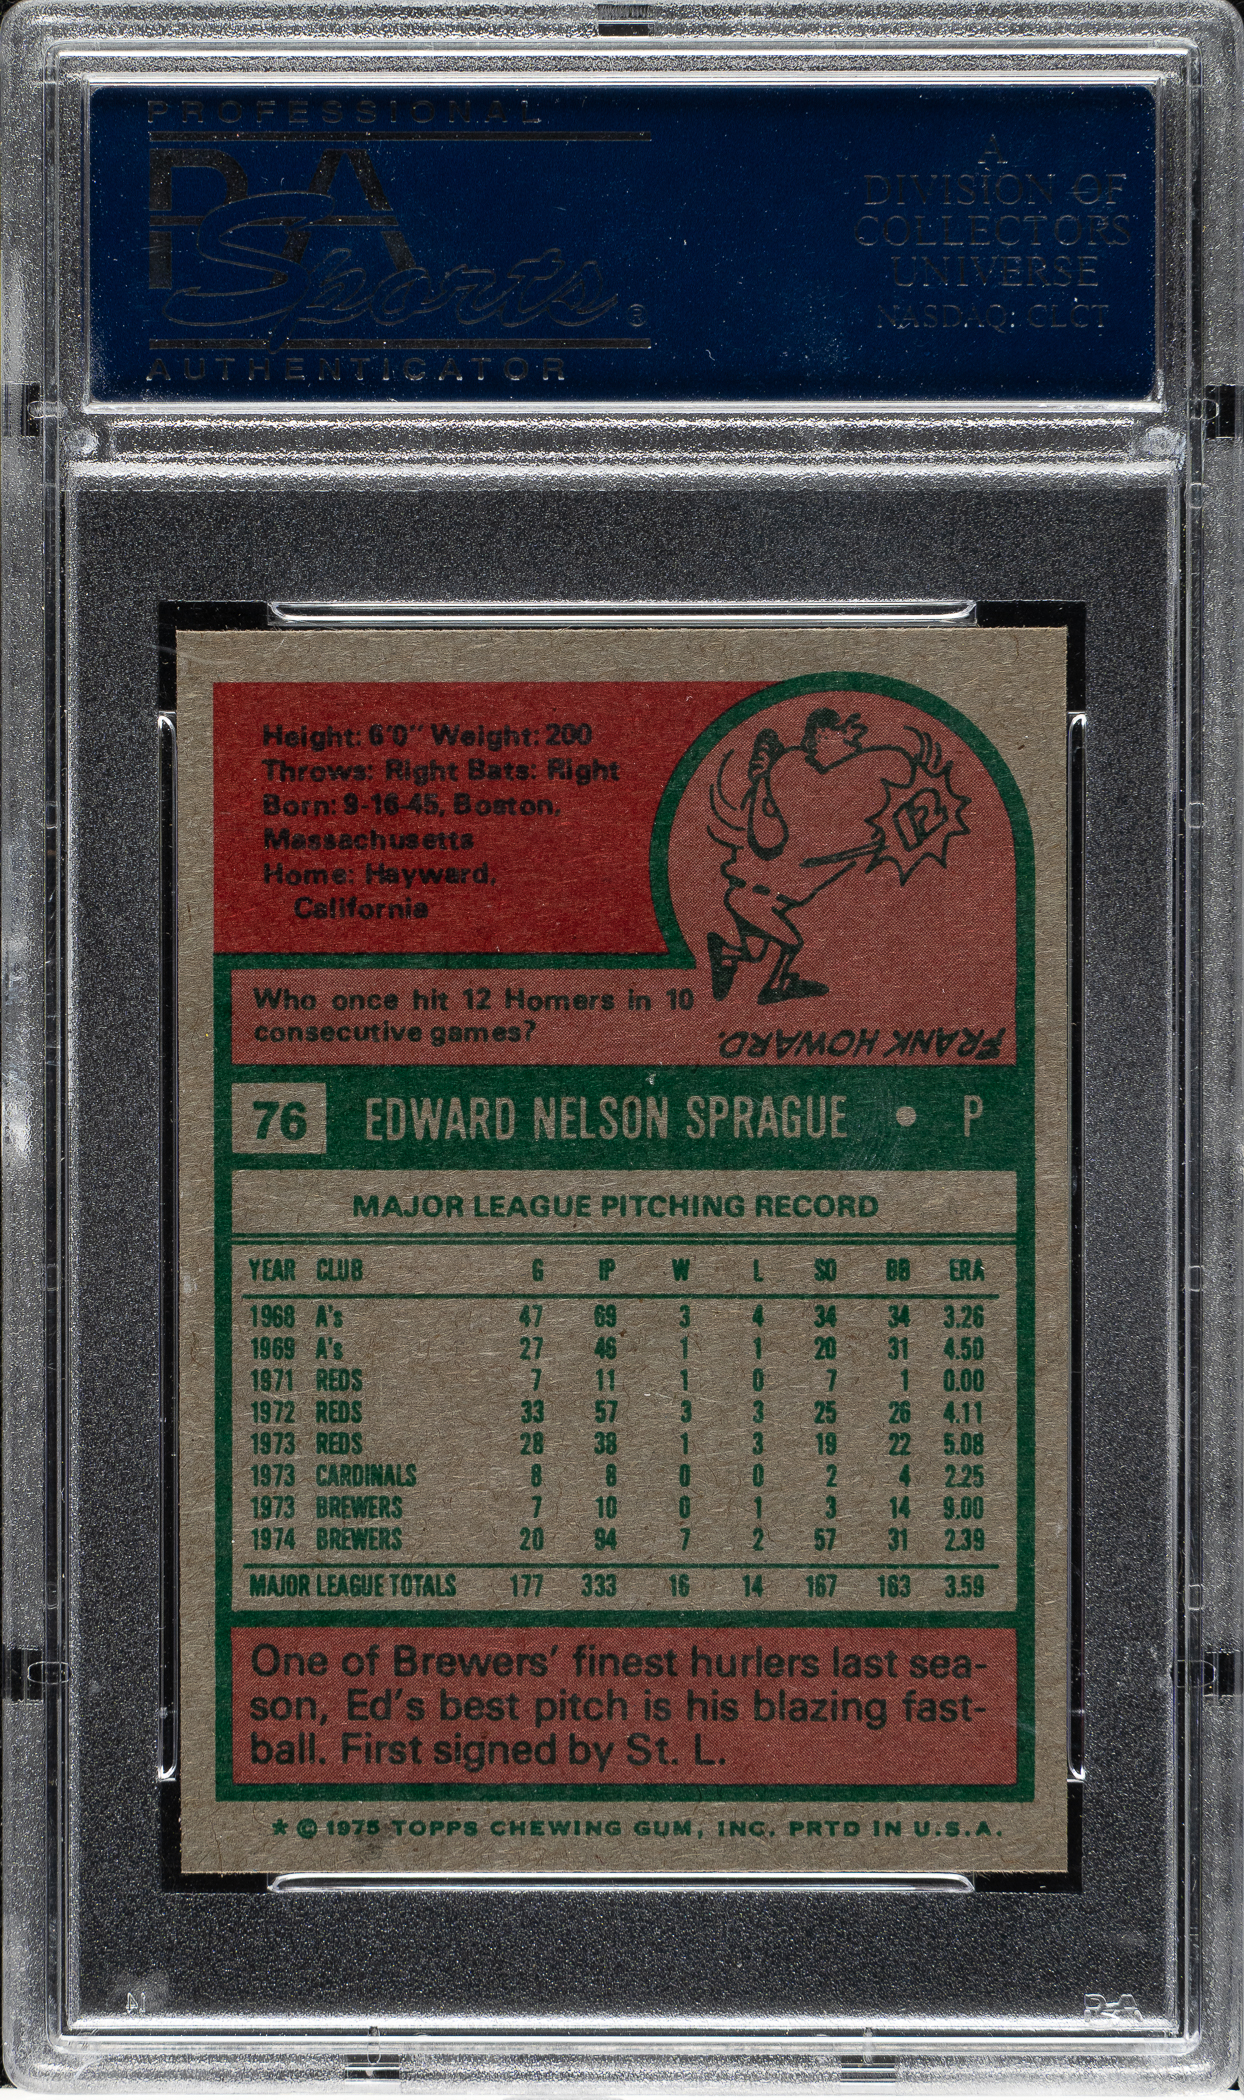 PROFESSIONAL
PSA
Sports ®
AUTHENTICATOR
A
DIVISION OF
COLLECTORS
UNIVERSE
NASDAQ: CLCT
Height: 6'0" Weight: 200
Throws: Right Bats: Right
Born: 9-16-45, Boston,
Massachusetts
Home: Hayward,
California
12
Who once hit 12 Homers in 10
consecutive games?
FRANK HOWARD.
76 EDWARD NELSON SPRAGUE • P
MAJOR LEAGUE PITCHING RECORD
YEAR CLUB G IP W L SO BB ERA
1968 A's 47 69 3 4 34 34 3.26
1969 A's 27 46 1 1 20 31 4.50
1971 REDS 7 11 1 0 7 1 0.00
1972 REDS 33 57 3 3 25 26 4.11
1973 REDS 28 38 1 3 19 22 5.08
1973 CARDINALS 8 8 0 0 2 4 2.25
1973 BREWERS 7 10 0 1 3 14 9.00
1974 BREWERS 20 94 7 2 57 31 2.39
MAJOR LEAGUE TOTALS 177 333 16 14 167 163 3.59
One of Brewers' finest hurlers last sea-
son, Ed's best pitch is his blazing fast-
ball. First signed by St. L.
* © 1975 TOPPS CHEWING GUM, INC. PRTD IN U.S.A.
PSA